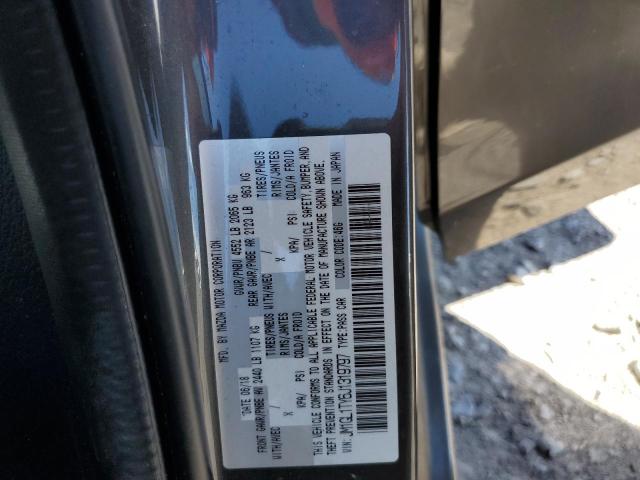 MFD. BY MAZDA MOTOR CORPORATION
DATE 06/18 GVWR/PNBV 4552 LB 2065 KG
FRONT GAWR/PNBE AV 2440 LB 1107 KG REAR GAWR/PNBE AR 2123 LB 963 KG
WITH/AVEC / TIRES/PNEUS WITH/AVEC / TIRES/PNEUS
X RIMS/JANTES X RIMS/JANTES
KPA/ PSI COLD/A FROID KPA/ PSI COLD/A FROID
THIS VEHICLE CONFORMS TO ALL APPLICABLE FEDERAL MOTOR VEHICLE SAFETY, BUMPER, AND
THEFT PREVENTION STANDARDS IN EFFECT ON THE DATE OF MANUFACTURE SHOWN ABOVE.
VIN: JM1GL1TY6J1319797 TYPE:PASS CAR COLOR CODE:46G MADE IN JAPAN